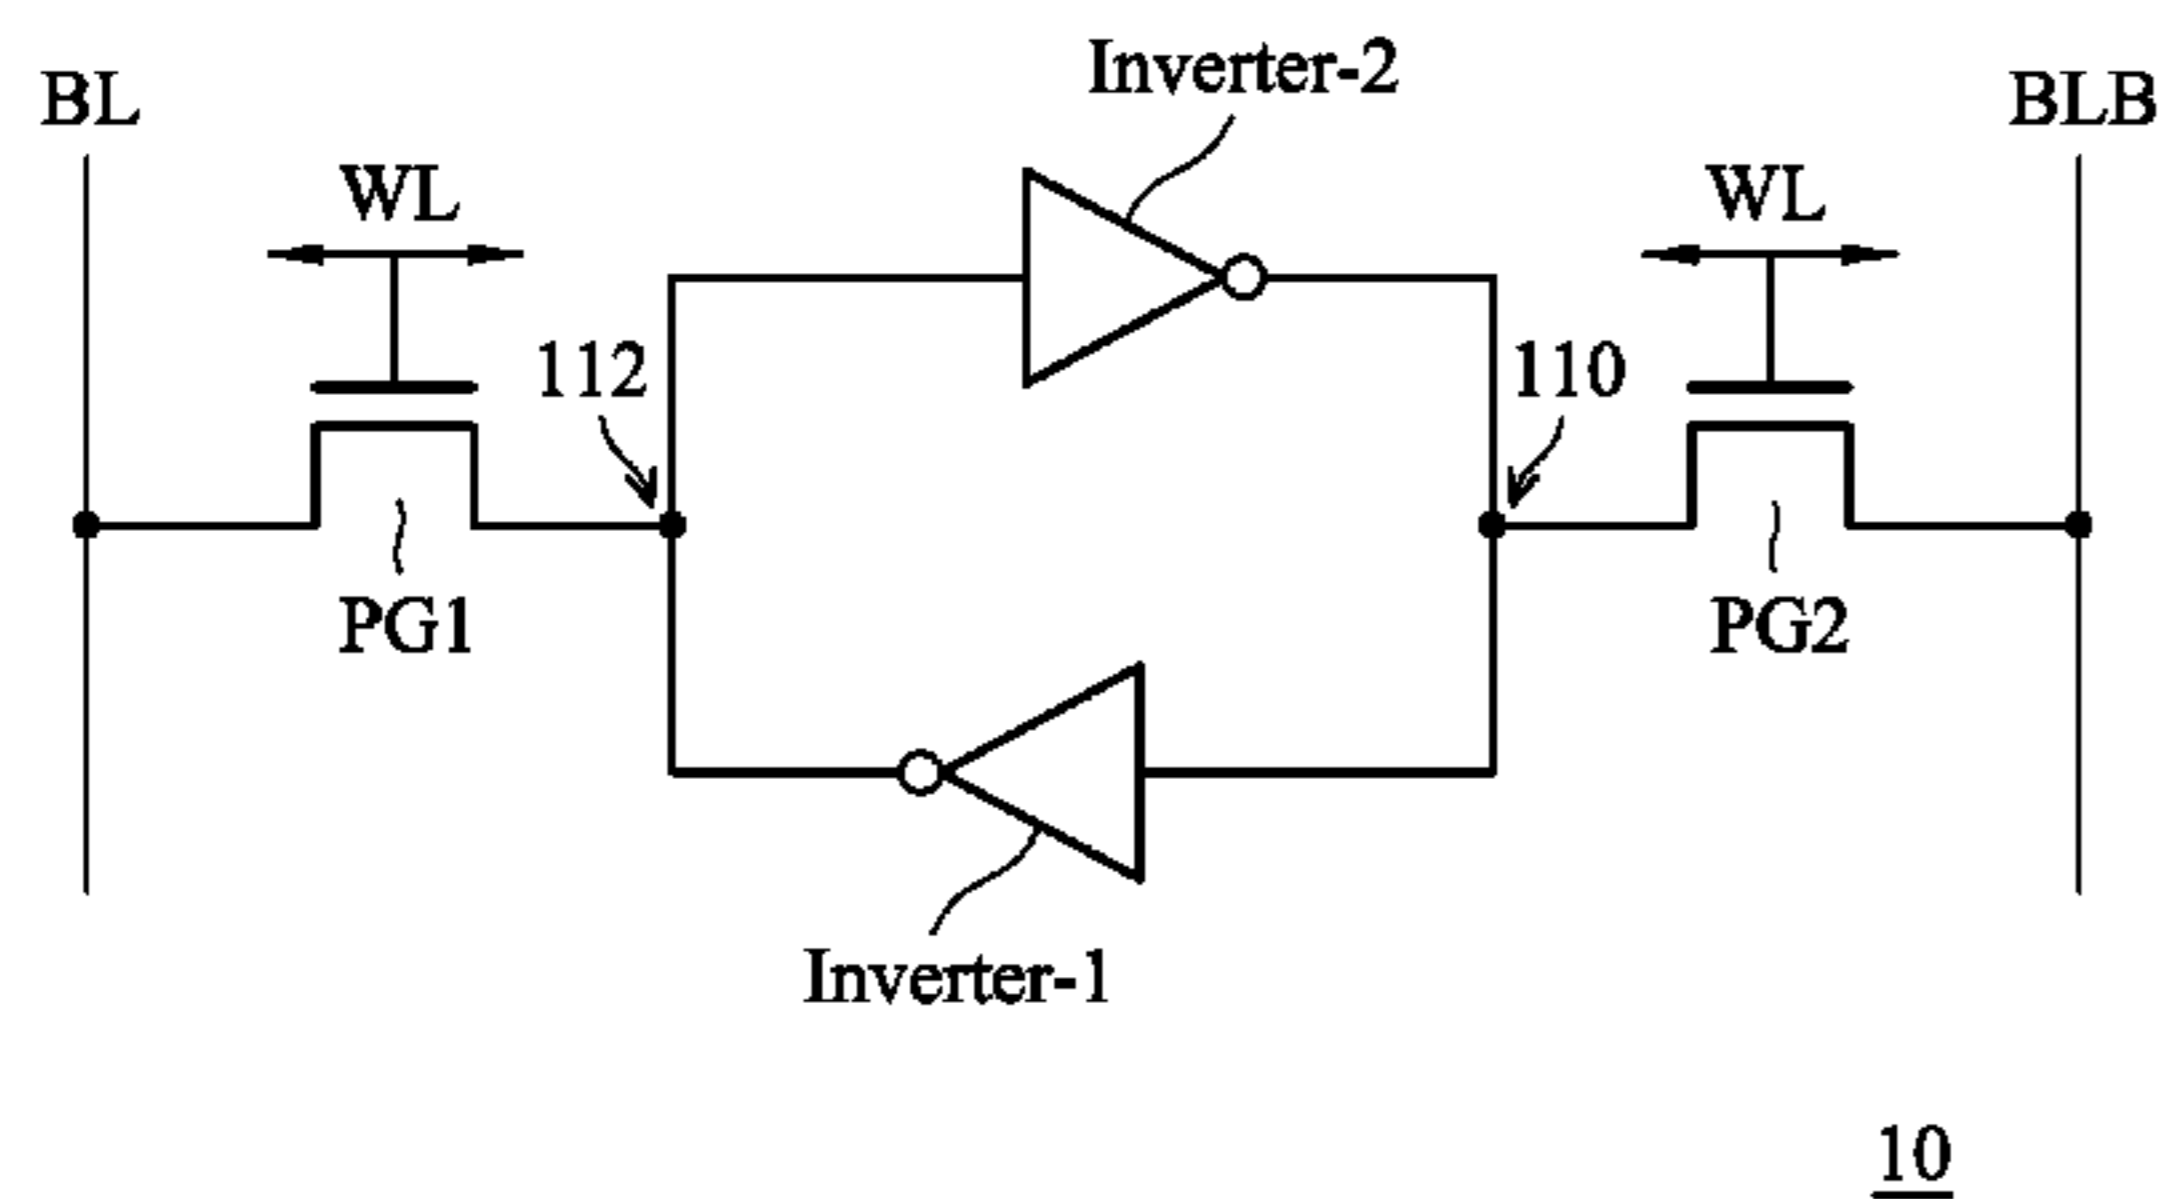 Inverter-2
BL
BLB
WL
WL
112
110
PG1
PG2
Inverter-1
10